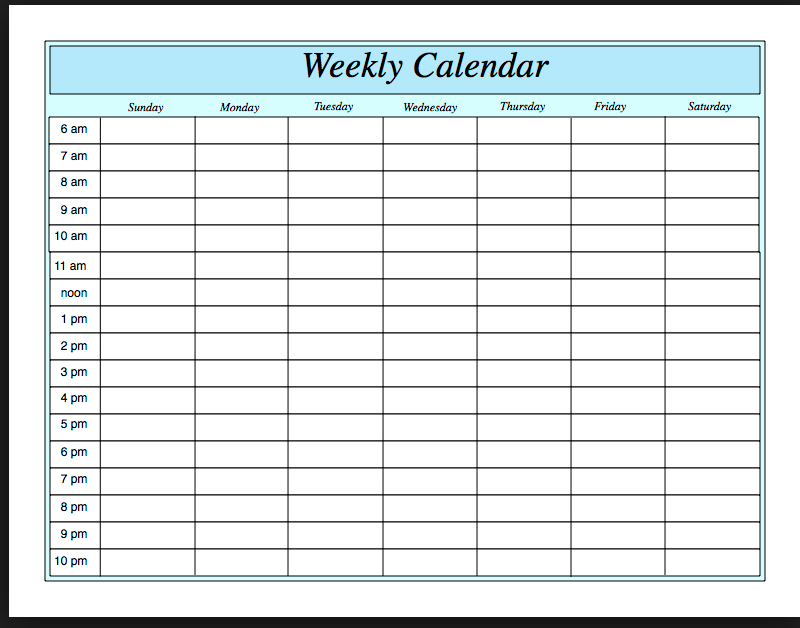 Weekly Calendar
Sunday Monday Tuesday Wednesday Thursday Friday Saturday
6 am
7 am
8 am
9 am
10 am
11 am
noon
1 pm
2 pm
3 pm
4 pm
5 pm
6 pm
7 pm
8 pm
9 pm
10 pm